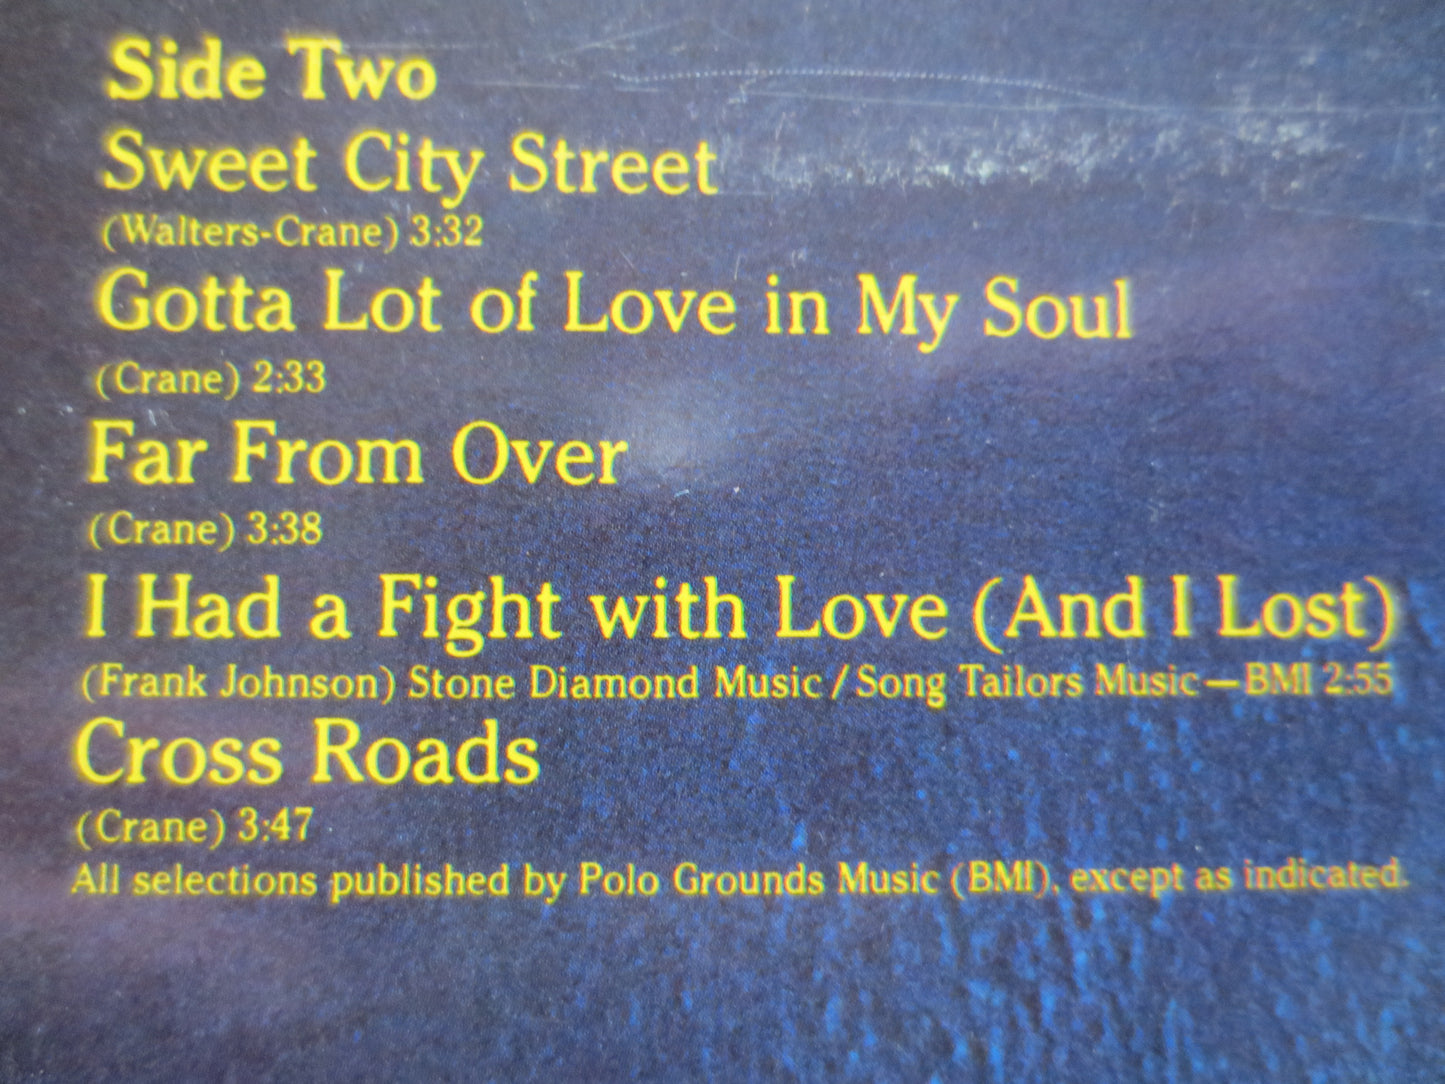 Side Two
Sweet City Street
(Walters-Crane) 3:32
Gotta Lot of Love in My Soul
(Crane) 2:33
Far From Over
(Crane) 3:38
I Had a Fight with Love (And I Lost)
(Frank Johnson) Stone Diamond Music/Song Tailors Music—BMI 2:55
Cross Roads
(Crane) 3:47
All selections published by Polo Grounds Music (BMI), except as indicated.